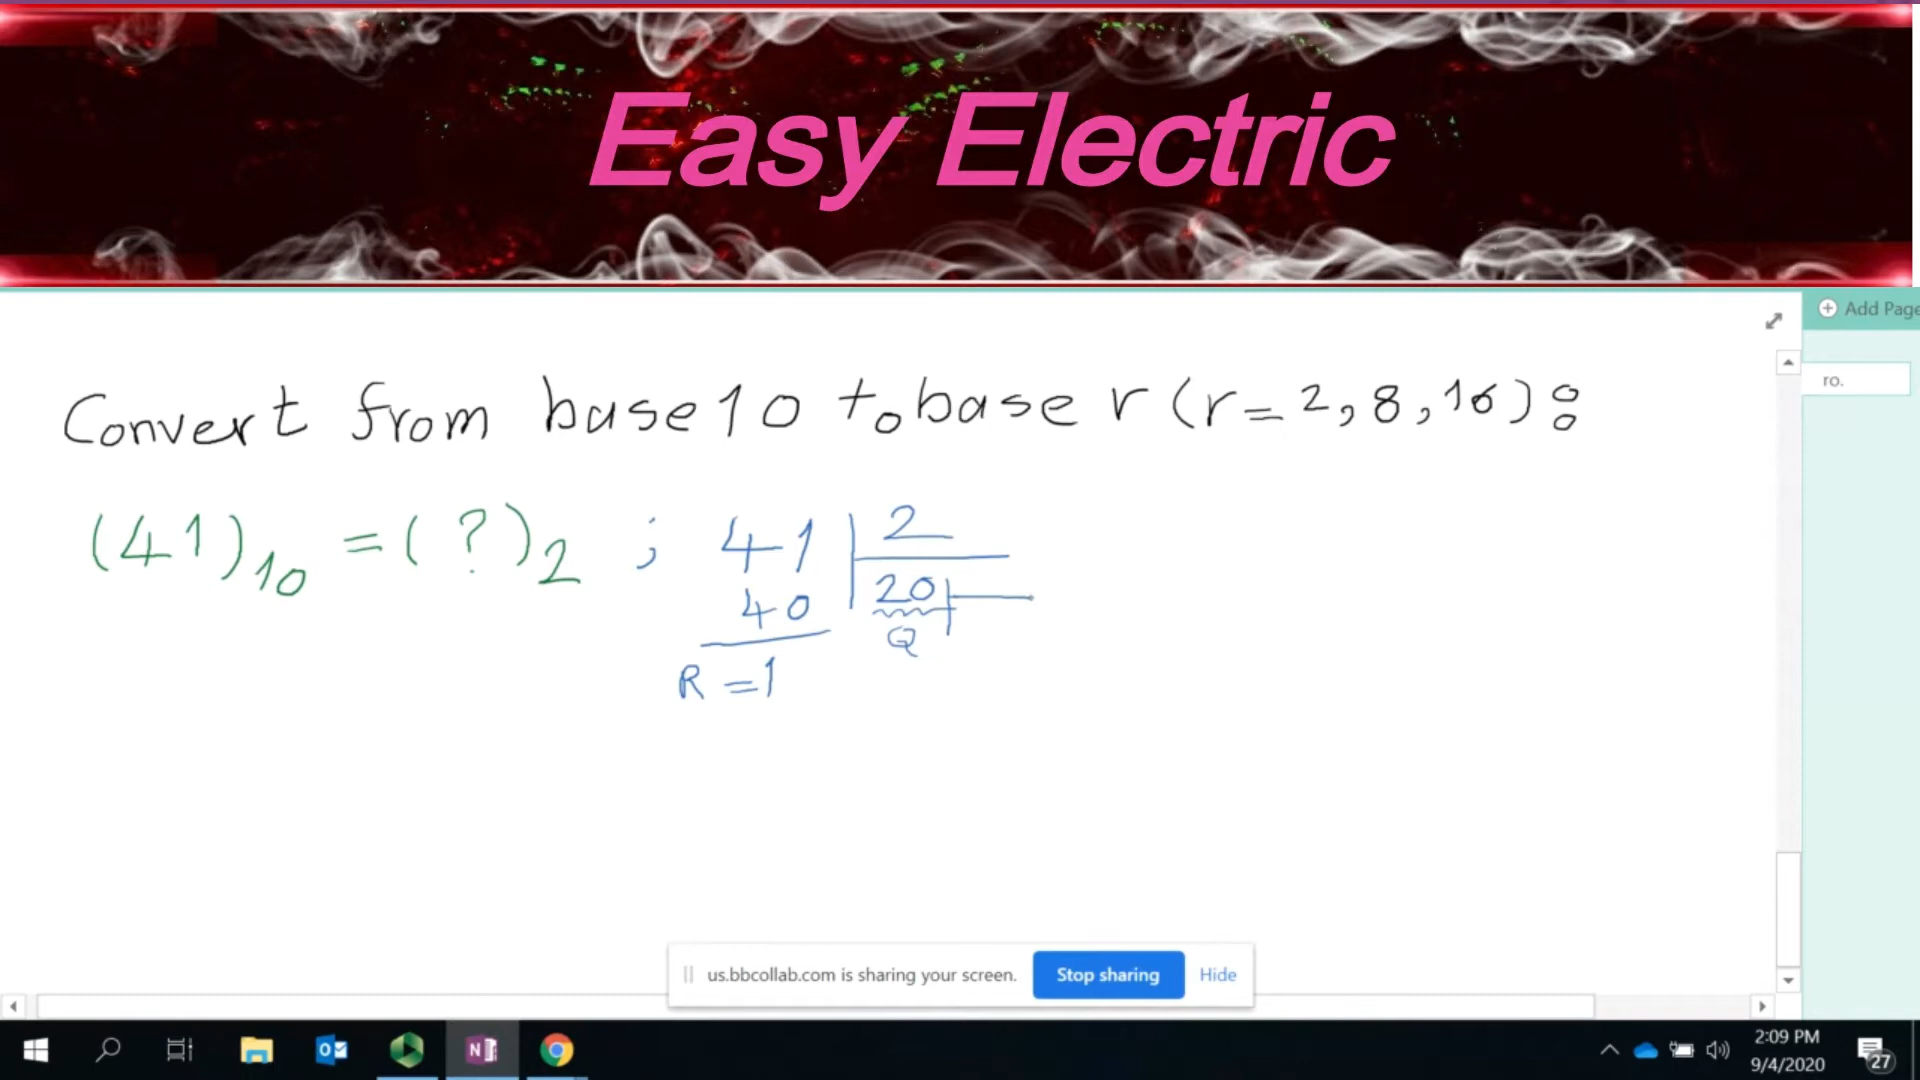 Easy Electric
Add Page
ro.
Convert from base 10 to base r (r=2,8,16):
(41)10 = (?)2 ; 41 | 2
40 20
Q
R = 1
us.bbcollab.com is sharing your screen. Stop sharing Hide
2:09 PM
9/4/2020
27